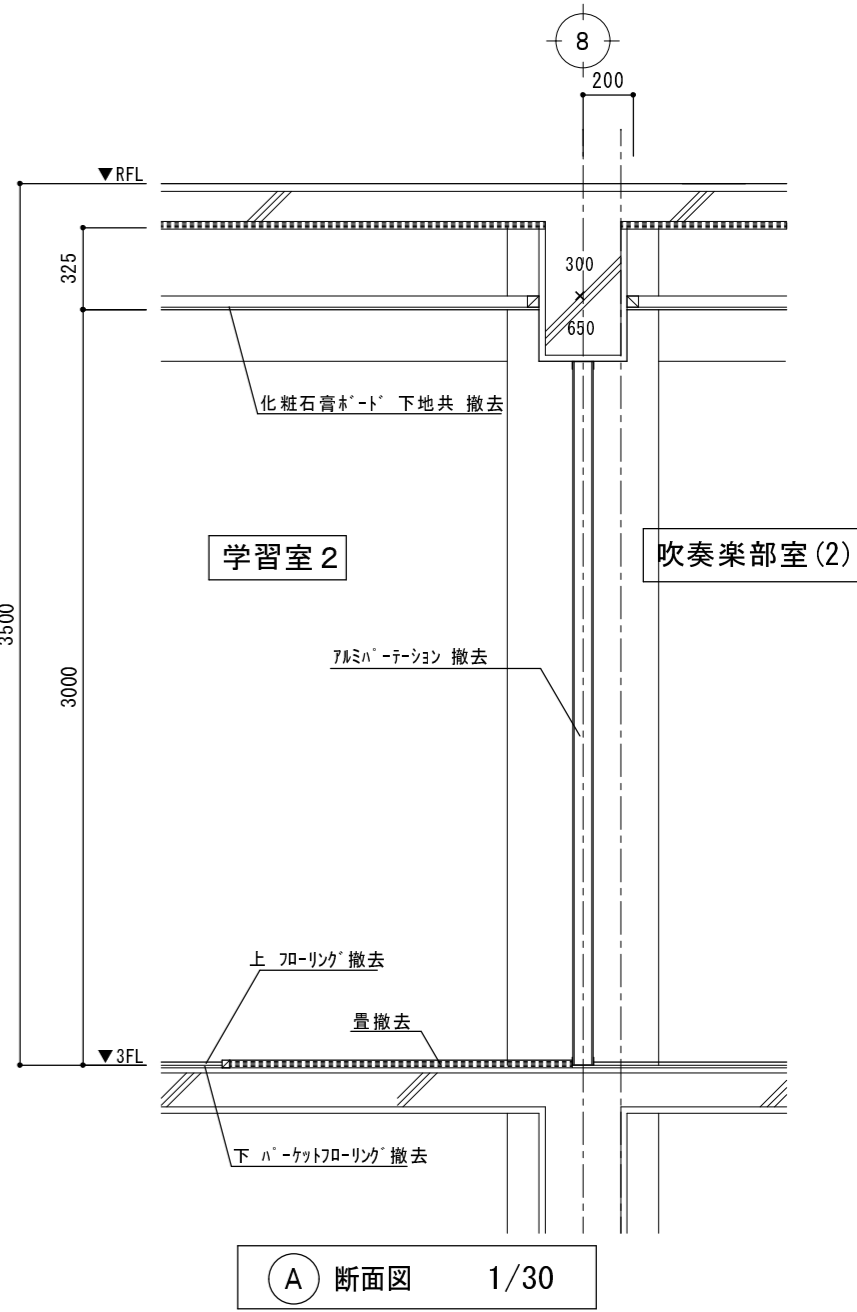 8
200
▼RFL
325
300
×
650
化粧石膏ﾎﾞｰﾄﾞ 下地共 撤去
学習室２
吹奏楽部室(2)
3500
3000
ｱﾙﾐﾊﾟｰﾃｰｼｮﾝ 撤去
上 ﾌﾛｰﾘﾝｸﾞ撤去
畳撤去
▼3FL
下 ﾊﾟｰｹｯﾄﾌﾛｰﾘﾝｸﾞ撤去
A 断面図 1/30